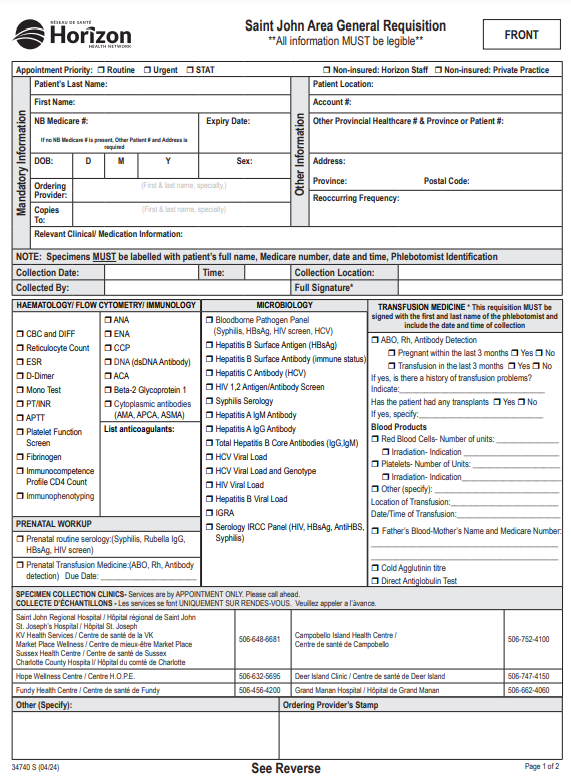 RÉSEAU DE SANTÉ
Horizon
HEALTH NETWORK
Saint John Area General Requisition
**All information MUST be legible**
FRONT
Appointment Priority: ☐ Routine ☐ Urgent ☐ STAT
☐ Non-insured: Horizon Staff ☐ Non-insured: Private Practice
Mandatory Information
Patient's Last Name:
First Name:
NB Medicare #:
Expiry Date:
If no NB Medicare # is present, Other Patient # and Address is
required
DOB: D M Y Sex:
Ordering
Provider:
(First & last name, specialty,)
Copies
To:
(First & last name, specialty)
Other Information
Patient Location:
Account #:
Other Provincial Healthcare # & Province or Patient #:
Address:
Province: Postal Code:
Reoccurring Frequency:
Relevant Clinical/ Medication Information:
NOTE: Specimens MUST be labelled with patient's full name, Medicare number, date and time, Phlebotomist Identification
Collection Date: Time: Collection Location:
Collected By: Full Signature*
HAEMATOLOGY/ FLOW CYTOMETRY/ IMMUNOLOGY
☐ CBC and DIFF
☐ Reticulocyte Count
☐ ESR
☐ D-Dimer
☐ Mono Test
☐ PT/INR
☐ APTT
☐ Platelet Function
Screen
☐ Fibrinogen
☐ Immunocompetence
Profile CD4 Count
☐ Immunophenotyping
☐ ANA
☐ ENA
☐ CCP
☐ DNA (dsDNA Antibody)
☐ ACA
☐ Beta-2 Glycoprotein 1
☐ Cytoplasmic antibodies
(AMA, APCA, ASMA)
List anticoagulants:
PRENATAL WORKUP
☐ Prenatal routine serology:(Syphilis, Rubella IgG,
HBsAg, HIV screen)
☐ Prenatal Transfusion Medicine:(ABO, Rh, Antibody
detection) Due Date:
MICROBIOLOGY
☐ Bloodborne Pathogen Panel
(Syphilis, HBsAg, HIV screen, HCV)
☐ Hepatitis B Surface Antigen (HBsAg)
☐ Hepatitis B Surface Antibody (immune status)
☐ Hepatitis C Antibody (HCV)
☐ HIV 1,2 Antigen/Antibody Screen
☐ Syphilis Serology
☐ Hepatitis A IgM Antibody
☐ Hepatitis A IgG Antibody
☐ Total Hepatitis B Core Antibodies (IgG,IgM)
☐ HCV Viral Load
☐ HCV Viral Load and Genotype
☐ HIV Viral Load
☐ Hepatitis B Viral Load
☐ IGRA
☐ Serology IRCC Panel (HIV, HBsAg, AntiHBS,
Syphilis)
TRANSFUSION MEDICINE * This requisition MUST be
signed with the first and last name of the phlebotomist and
include the date and time of collection
☐ ABO, Rh, Antibody Detection
☐ Pregnant within the last 3 months ☐ Yes ☐ No
☐ Transfusion in the last 3 months ☐ Yes ☐ No
If yes, is there a history of transfusion problems?
Indicate:
Has the patient had any transplants ☐ Yes ☐ No
If yes, specify:
Blood Products
☐ Red Blood Cells- Number of units:
☐ Irradiation- Indication
☐ Platelets- Number of Units:
☐ Irradiation- Indication
☐ Other (specify):
Location of Transfusion:
Date/Time of Transfusion:
☐ Father's Blood-Mother's Name and Medicare Number:
☐ Cold Agglutinin titre
☐ Direct Antiglobulin Test
SPECIMEN COLLECTION CLINICS- Services are by APPOINTMENT ONLY. Please call ahead.
COLLECTE D'ÉCHANTILLONS - Les services se font UNIQUEMENT SUR RENDES-VOUS. Veuillez appeler a l'âvance.
Saint John Regional Hospital / Hôpital régional de Saint John
St. Joseph's Hospital / Hôpital St. Joseph
KV Health Services / Centre de santé de la VK
Market Place Wellness / Centre de mieux-être Market Place
Sussex Health Centre / Centre de santé de Sussex
Charlotte County Hospital / Hôpital du comté de Charlotte
506-648-6681
Campobello Island Health Centre /
Centre de santé de Campobello
506-752-4100
Hope Wellness Centre / Centre H.O.P.E. 506-632-5695 Deer Island Clinic / Centre de santé de Deer Island 506-747-4150
Fundy Health Centre / Centre de santé de Fundy 506-456-4200 Grand Manan Hospital / Hôpital de Grand Manan 506-662-4060
Other (Specify): Ordering Provider's Stamp
34740 S (04/24) See Reverse Page 1 of 2